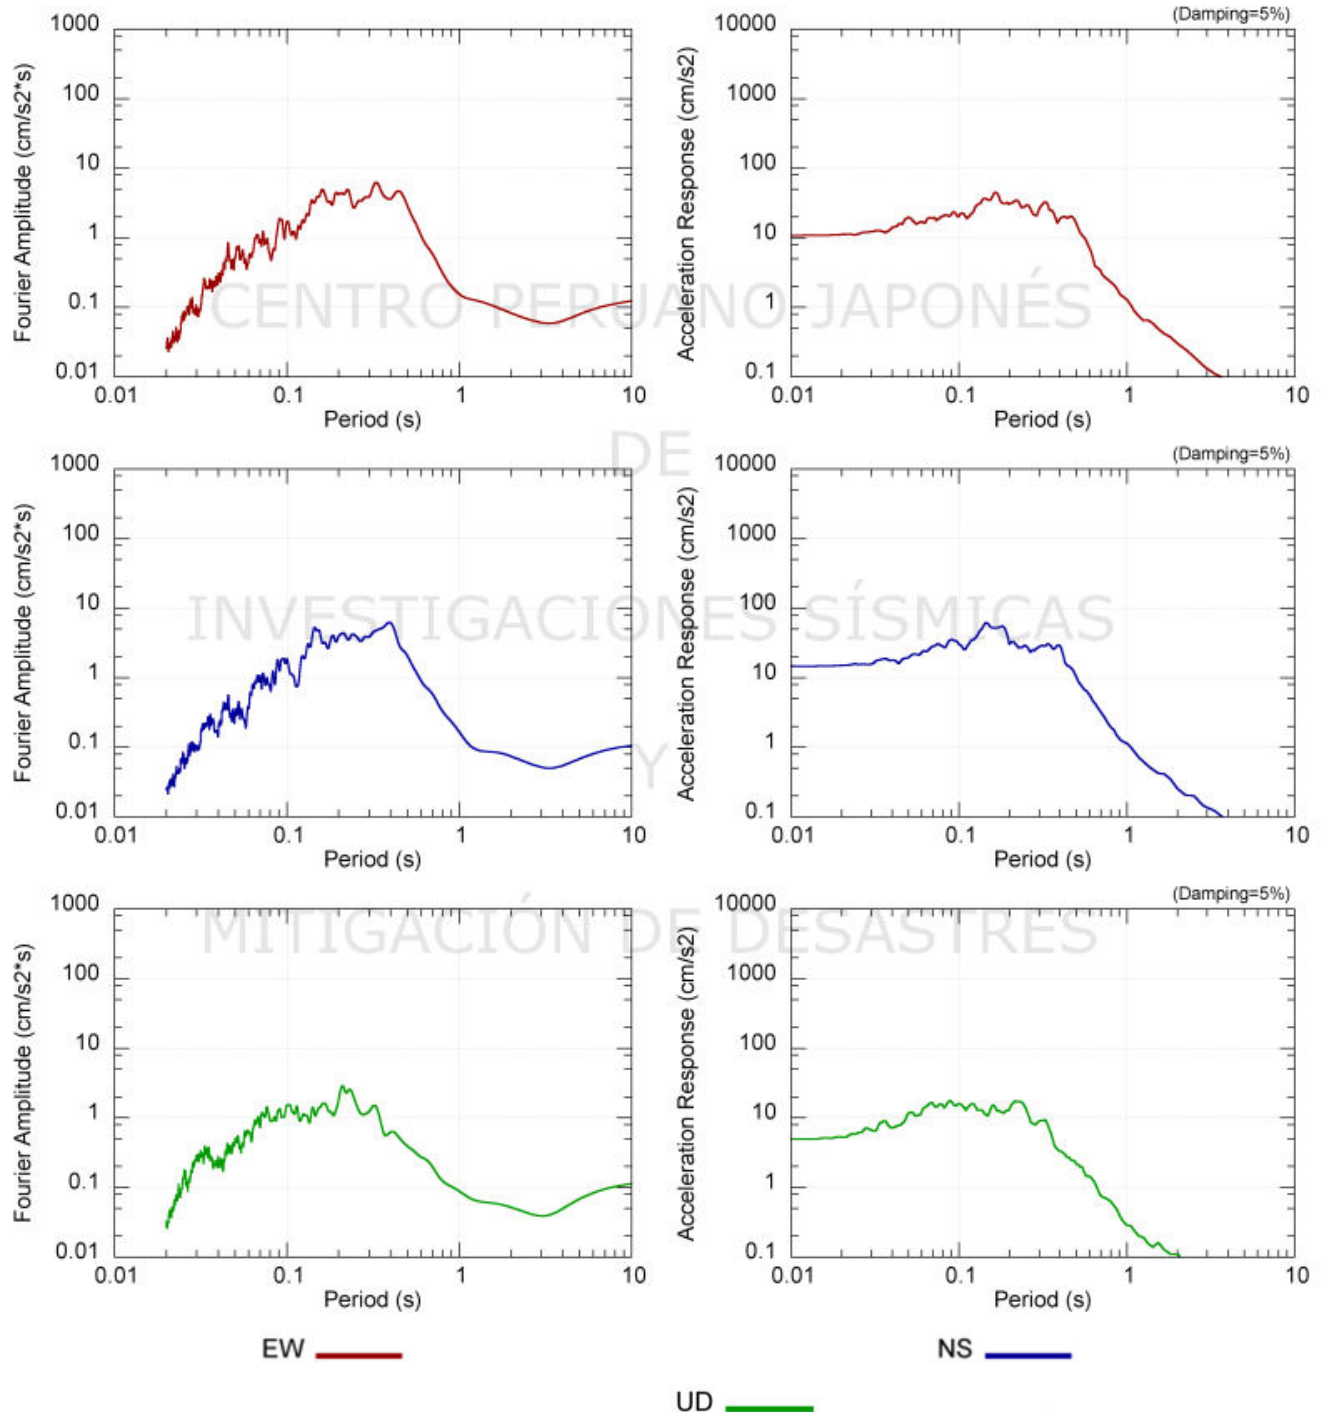 (Damping=5%)
1000
100
10
1
0.1
0.01
Fourier Amplitude (cm/s2*s)
0.01 0.1 1 10
Period (s)
10000
1000
100
10
1
0.1
Acceleration Response (cm/s2)
0.01 0.1 1 10
Period (s)
CENTRO PERUANO JAPONÉS
DE
(Damping=5%)
1000
100
10
1
0.1
0.01
Fourier Amplitude (cm/s2*s)
0.01 0.1 1 10
Period (s)
10000
1000
100
10
1
0.1
Acceleration Response (cm/s2)
0.01 0.1 1 10
Period (s)
INVESTIGACIONES SÍSMICAS
Y
(Damping=5%)
1000
100
10
1
0.1
0.01
Fourier Amplitude (cm/s2*s)
0.01 0.1 1 10
Period (s)
10000
1000
100
10
1
0.1
Acceleration Response (cm/s2)
0.01 0.1 1 10
Period (s)
MITIGACIÓN DE DESASTRES
EW
NS
UD